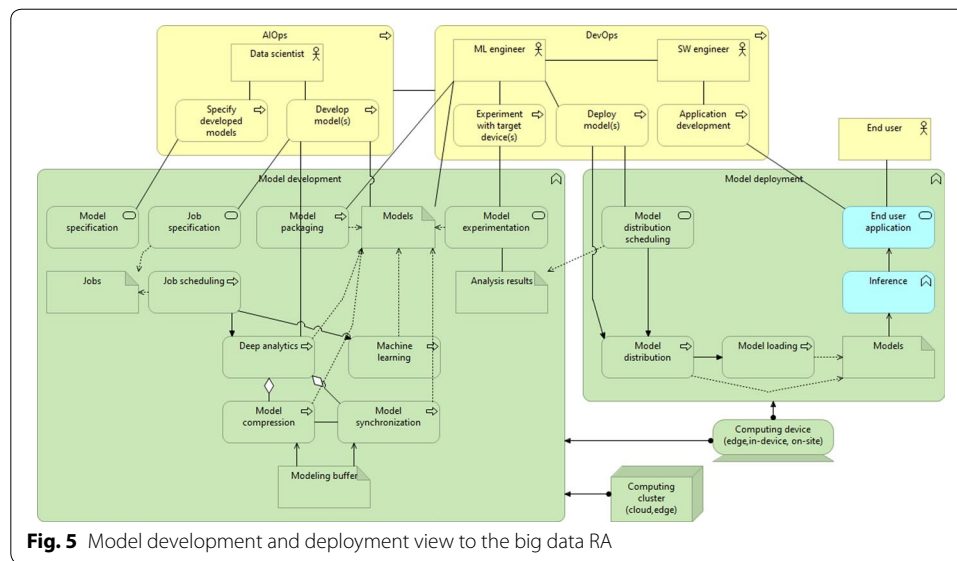 AIOps
DevOps
Data scientist
ML engineer
SW engineer
Specify
developed
models
Develop
model(s)
Experiment
with target
device(s)
Deploy
model(s)
Application
development
End user
Model development
Model deployment
Model
specification
Job
specification
Model
packaging
Models
Model
experimentation
Model
distribution
scheduling
End user
application
Jobs
Job scheduling
Analysis results
Inference
Deep analytics
Machine
learning
Model
distribution
Model loading
Models
Model
compression
Model
synchronization
Modeling buffer
Computing device
(edge,in-device, on-site)
Computing
cluster
(cloud,edge)
Fig. 5 Model development and deployment view to the big data RA